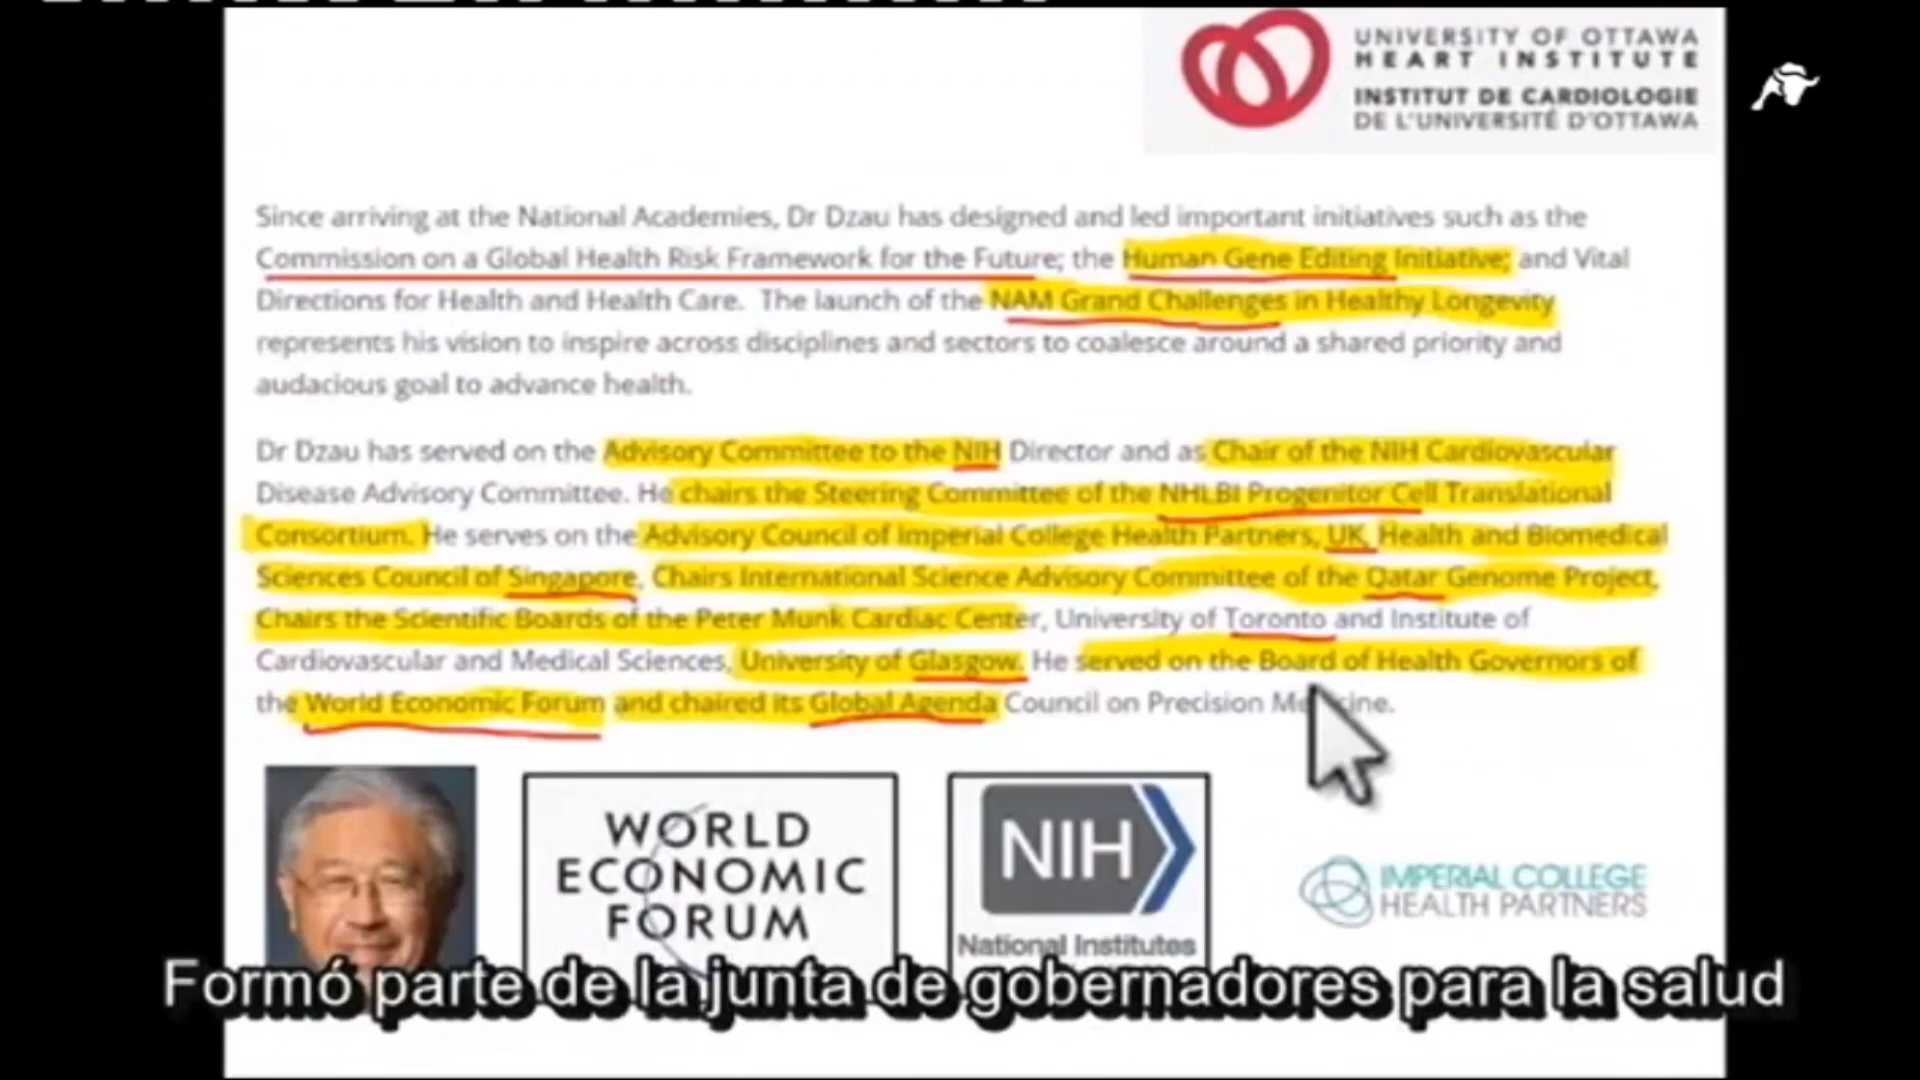 UNIVERSITY OF OTTAWA
HEART INSTITUTE
INSTITUT DE CARDIOLOGIE
DE L'UNIVERSITÉ D'OTTAWA
Since arriving at the National Academies, Dr Dzau has designed and led important initiatives such as the
Commission on a Global Health Risk Framework for the Future; the Human Gene Editing Initiative; and Vital
Directions for Health and Health Care. The launch of the NAM Grand Challenges in Healthy Longevity
represents his vision to inspire across disciplines and sectors to coalesce around a shared priority and
audacious goal to advance health.
Dr Dzau has served on the Advisory Committee to the NIH Director and as Chair of the NIH Cardiovascular
Disease Advisory Committee. He chairs the Steering Committee of the NHLBI Progenitor Cell Translational
Consortium. He serves on the Advisory Council of Imperial College Health Partners, UK, Health and Biomedical
Sciences Council of Singapore, Chairs International Science Advisory Committee of the Qatar Genome Project,
Chairs the Scientific Boards of the Peter Munk Cardiac Center, University of Toronto and Institute of
Cardiovascular and Medical Sciences, University of Glasgow. He served on the Board of Health Governors of
the World Economic Forum and chaired its Global Agenda Council on Precision Medicine.
WORLD
ECONOMIC
FORUM
NIH
National Institutes
IMPERIAL COLLEGE
HEALTH PARTNERS
Formó parte de la junta de gobernadores para la salud